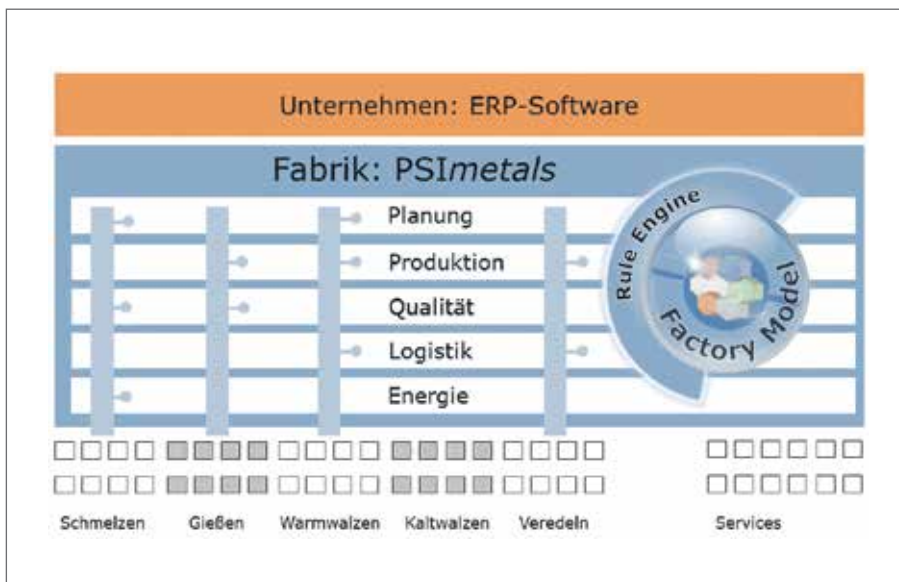 Unternehmen: ERP-Software
Fabrik: PSImetals
Planung
Produktion
Qualität
Logistik
Energie
Rule Engine
Factory Model
Schmelzen Gießen Warmwalzen Kaltwalzen Veredeln Services